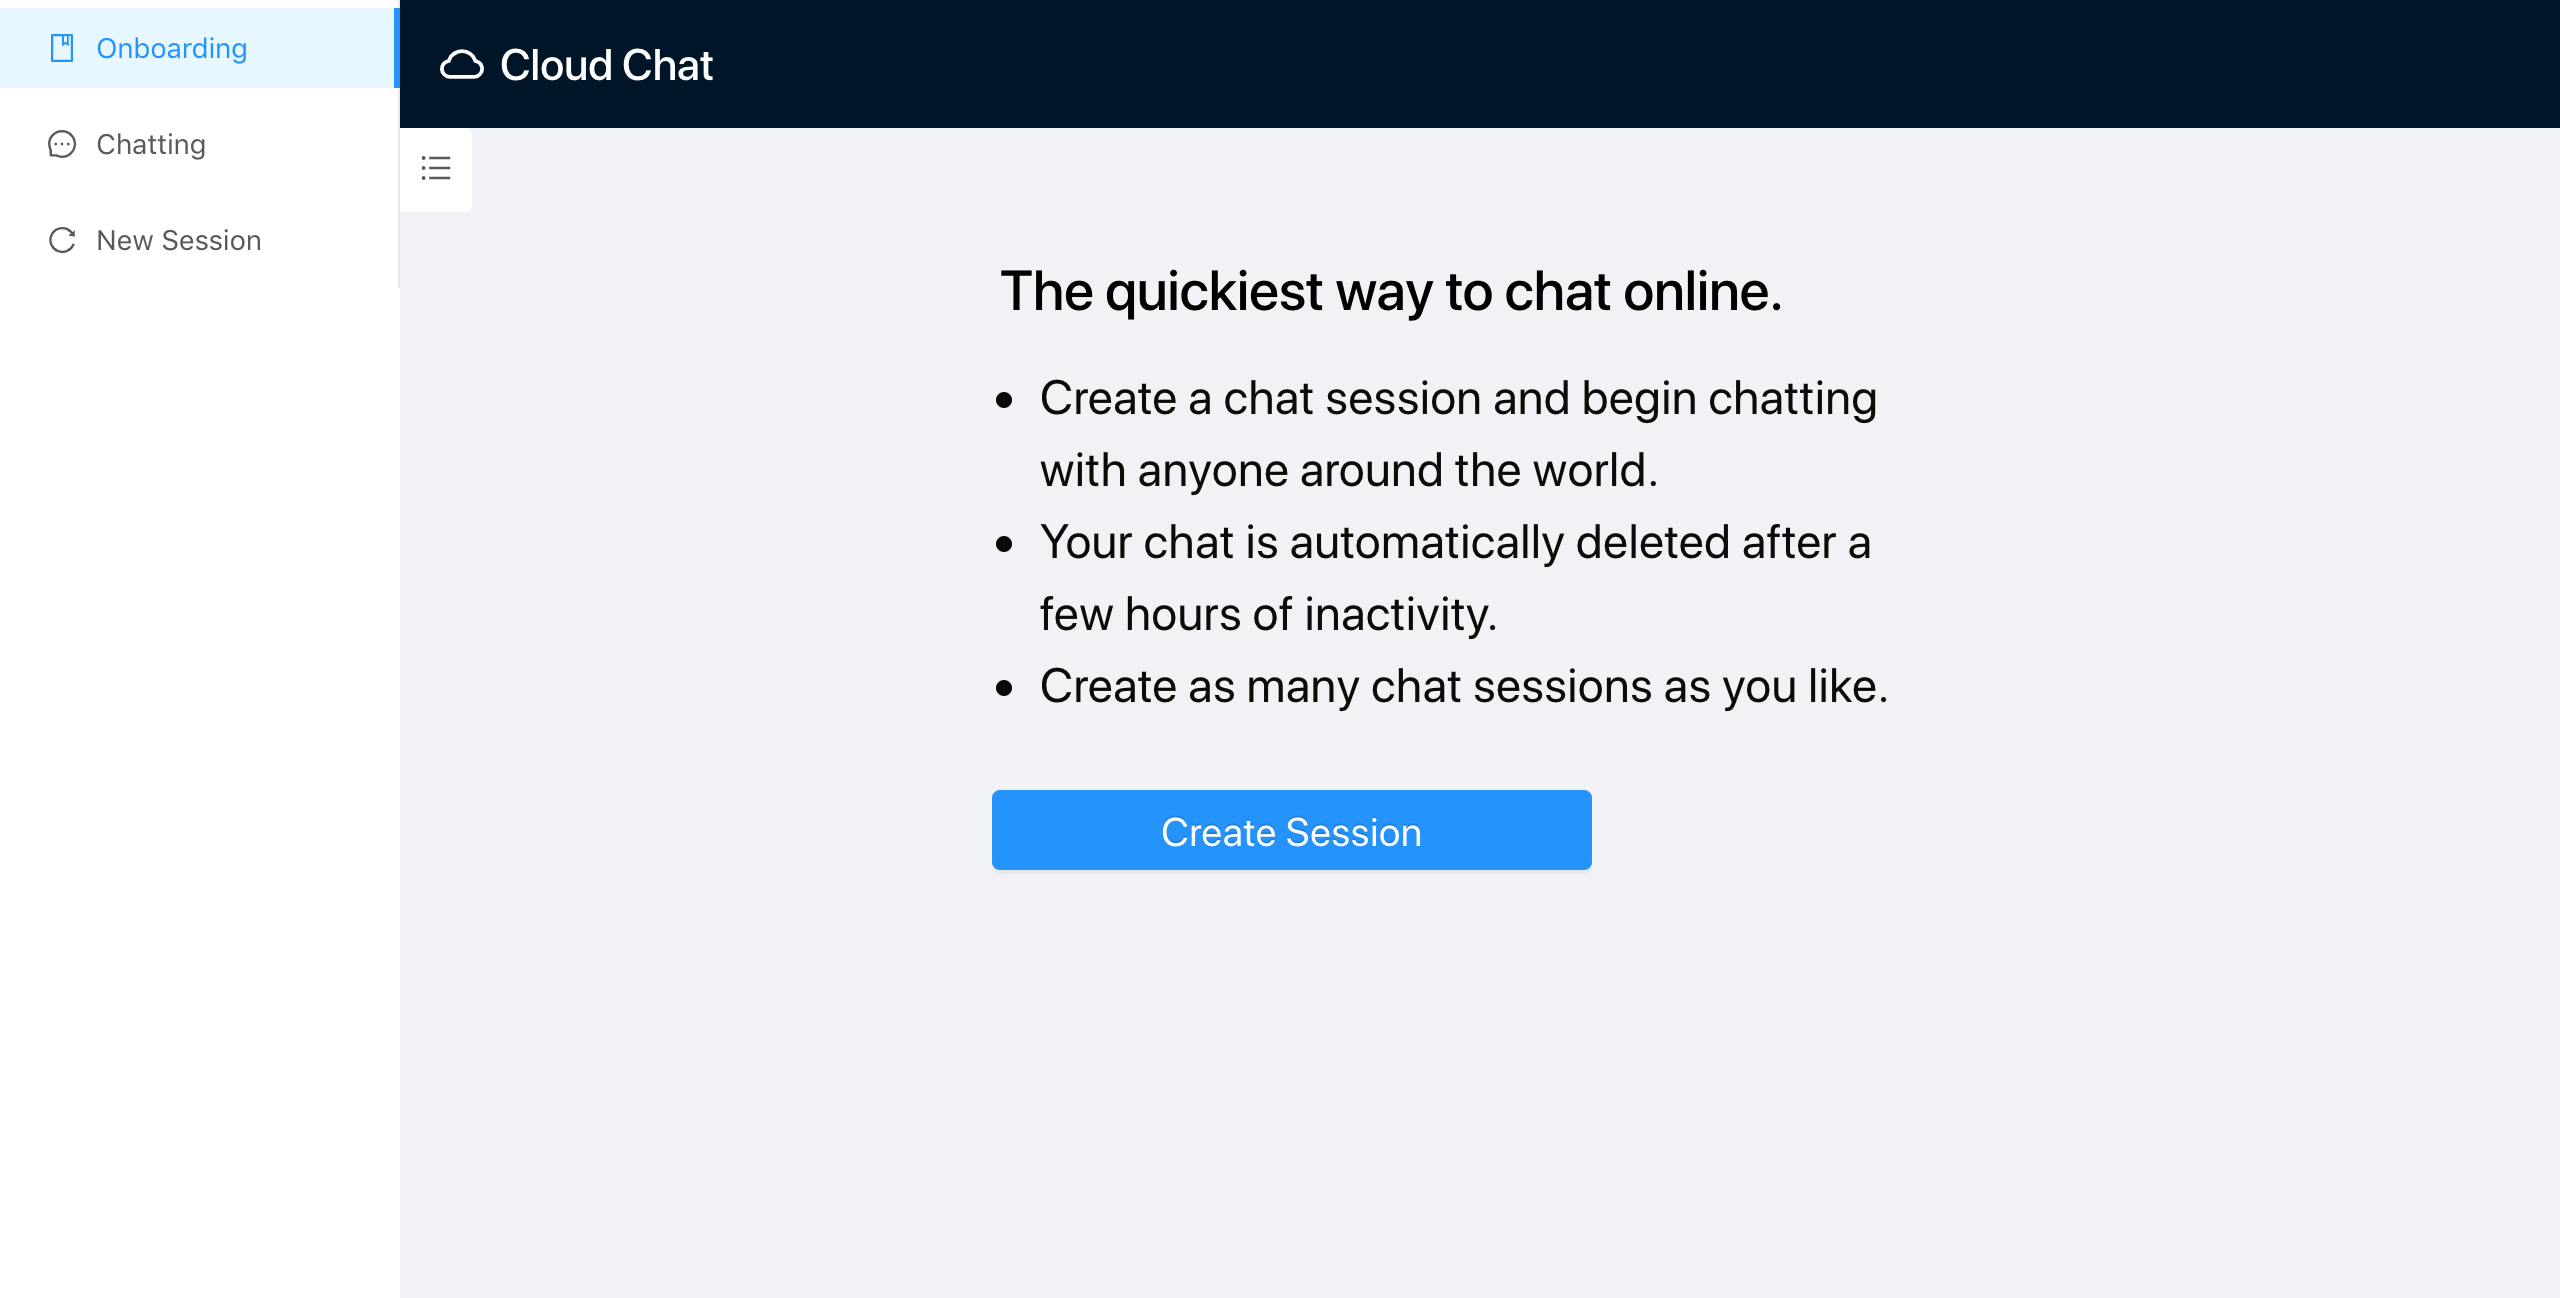 Onboarding
Chatting
New Session
Cloud Chat
The quickiest way to chat online.
Create a chat session and begin chatting
with anyone around the world.
Your chat is automatically deleted after a
few hours of inactivity.
Create as many chat sessions as you like.
Create Session